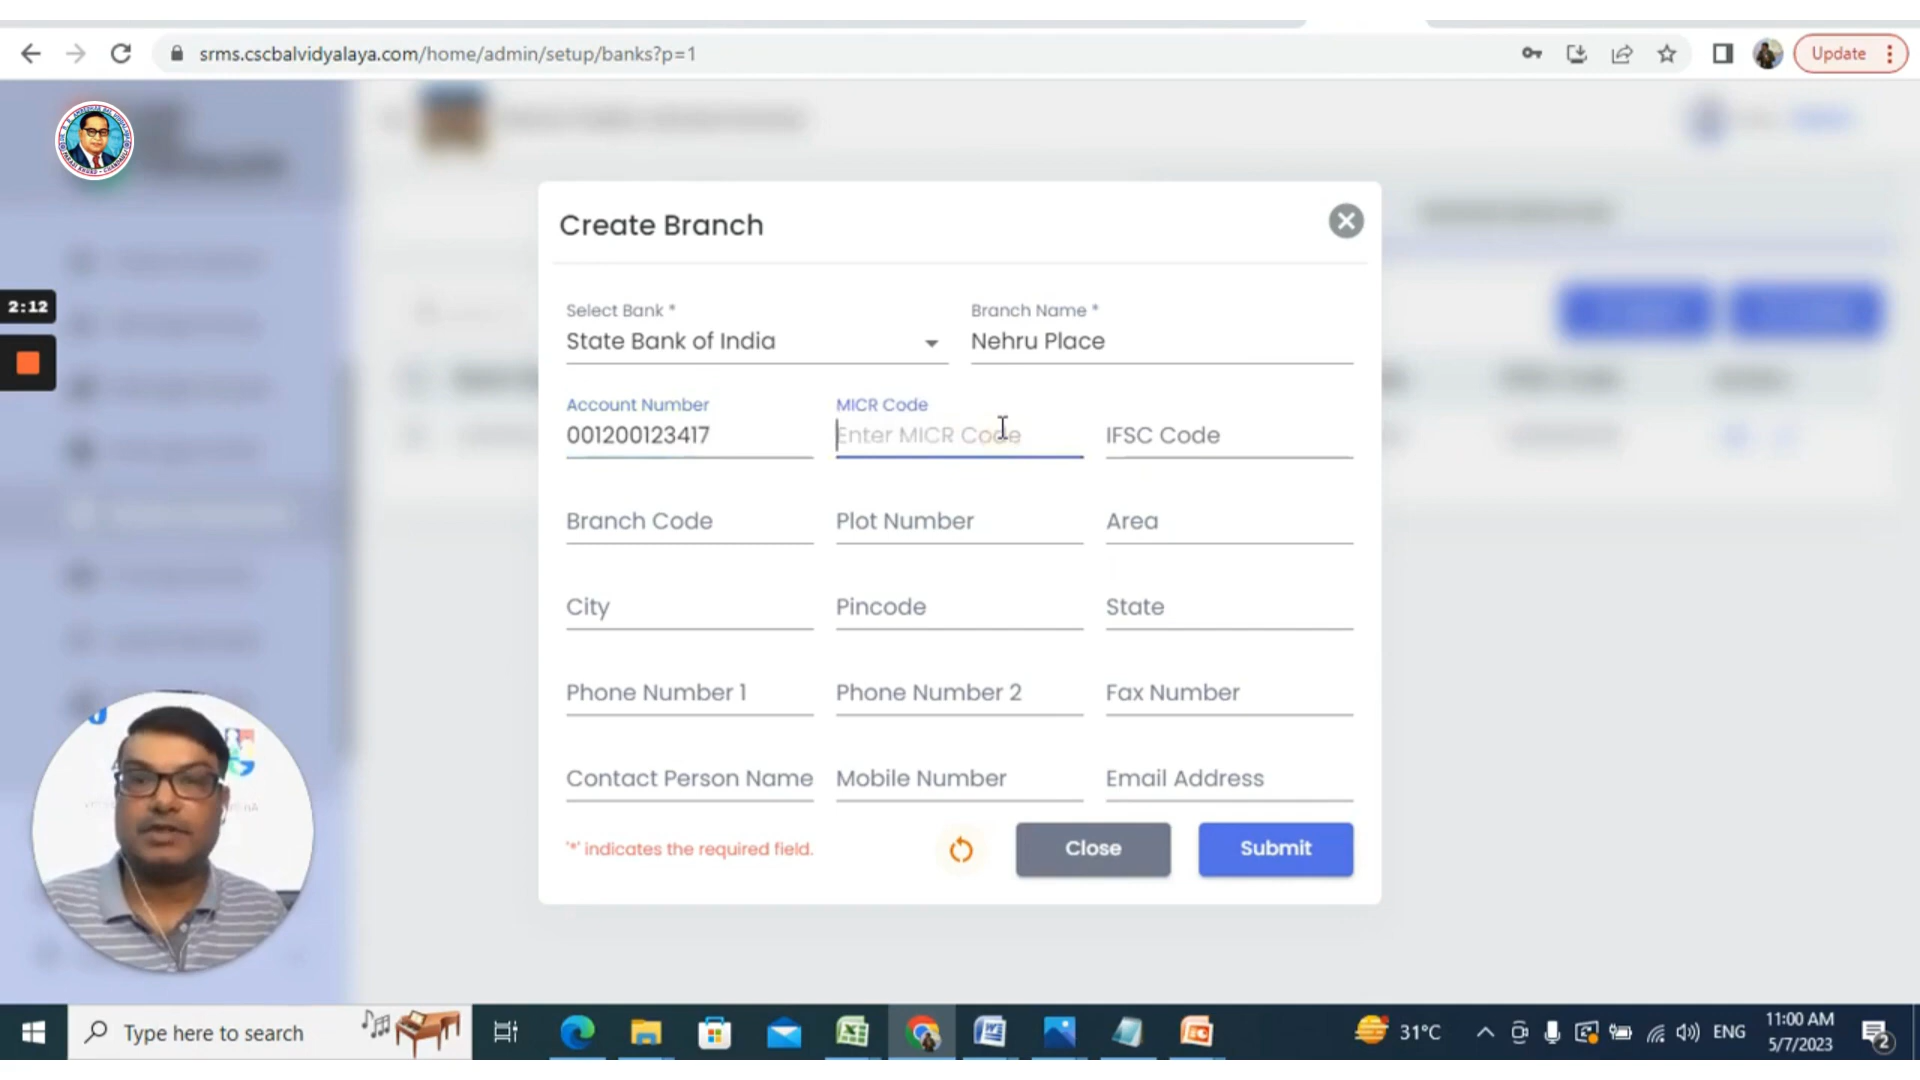 srms.cscbalvidyalaya.com/home/admin/setup/banks?p=1
Update
2:12
Create Branch
Select Bank *
State Bank of India
Branch Name *
Nehru Place
Account Number
001200123417
MICR Code
Enter MICR Code
IFSC Code
Branch Code
Plot Number
Area
City
Pincode
State
Phone Number 1
Phone Number 2
Fax Number
Contact Person Name
Mobile Number
Email Address
'*' indicates the required field.
Close
Submit
Type here to search
31°C
ENG
11:00 AM
5/7/2023
2